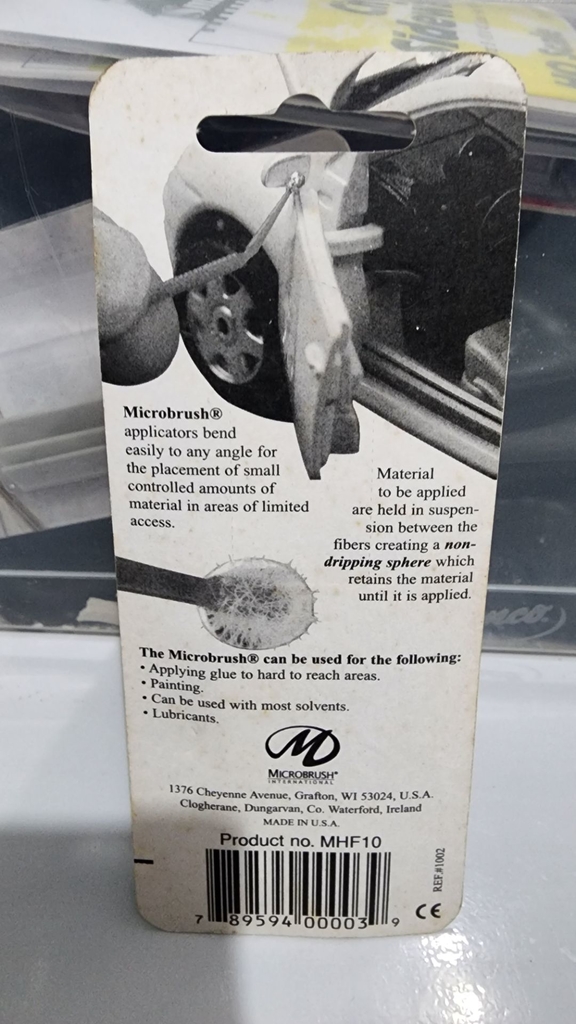 Microbrush®
applicators bend
easily to any angle for
the placement of small
controlled amounts of
material in areas of limited
access.
Material
to be applied
are held in suspen-
sion between the
fibers creating a non-
dripping sphere which
retains the material
until it is applied.
The Microbrush® can be used for the following:
• Applying glue to hard to reach areas.
• Painting.
• Can be used with most solvents.
• Lubricants.
MICROBRUSH®
INTERNATIONAL
1376 Cheyenne Avenue, Grafton, WI 53024, U.S.A.
Clogherane, Dungarvan, Co. Waterford, Ireland
MADE IN U.S.A.
Product no. MHF10
REF.#1002
7 89594 00003 9
CE